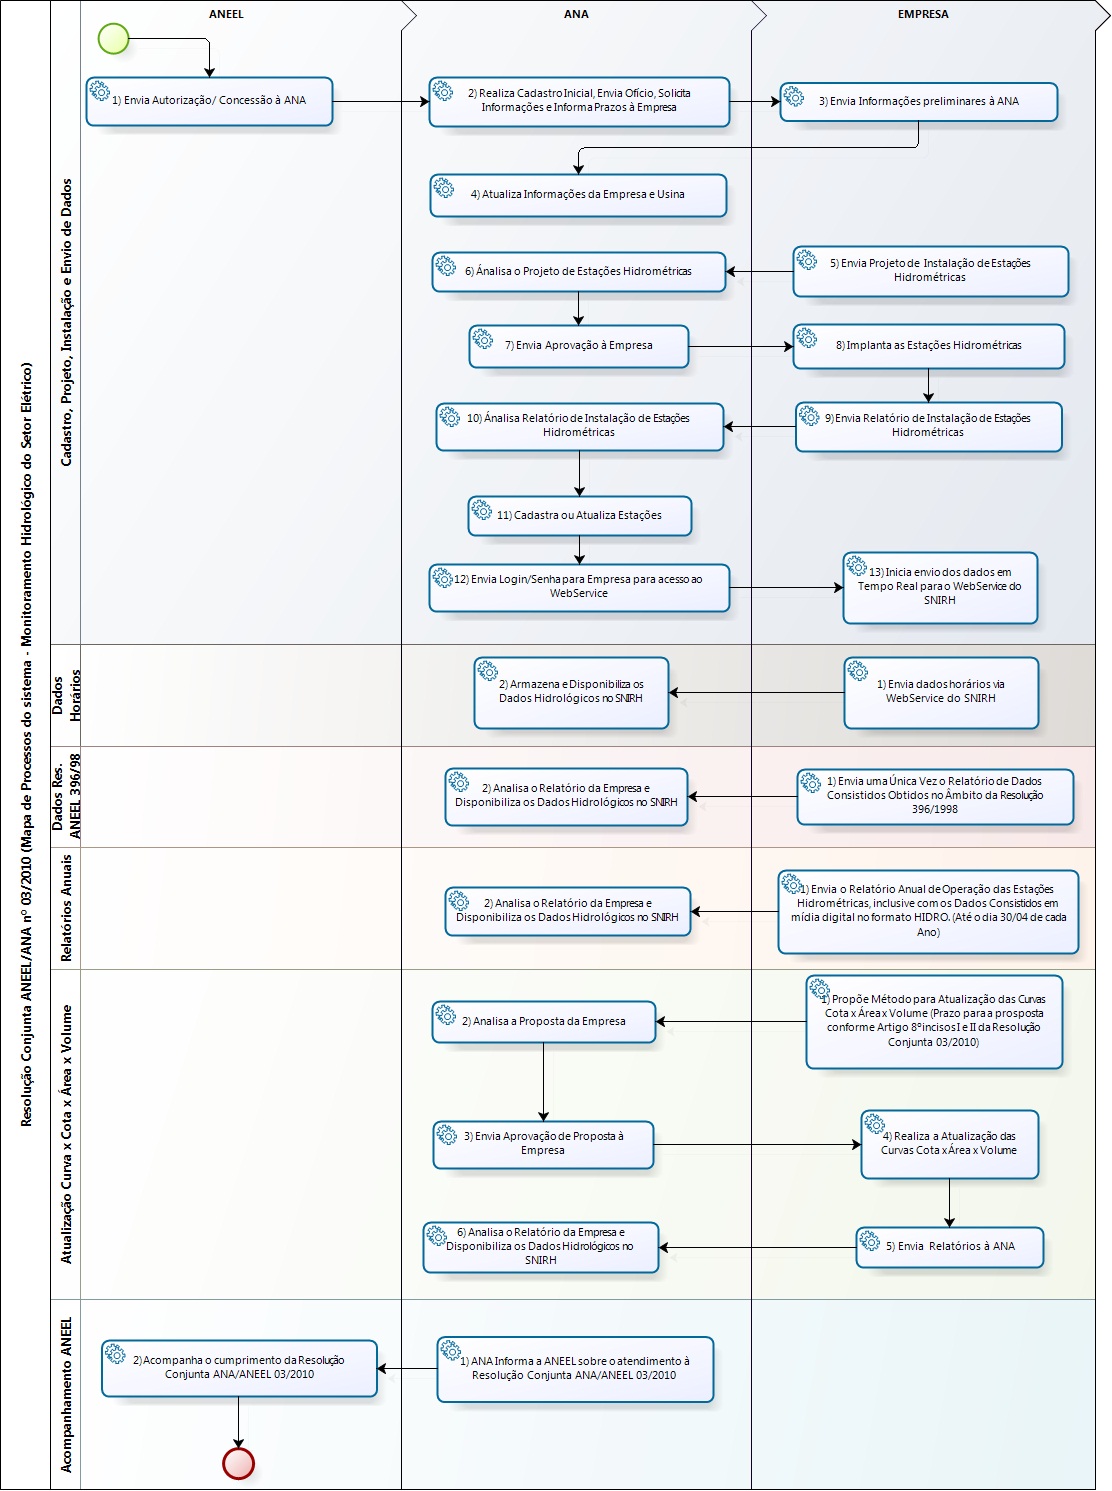 ANEEL
ANA
EMPRESA
Resolução Conjunta ANEEL/ANA nº 03/2010 (Mapa de Processos do sistema - Monitoramento Hidrológico do Setor Elétrico)
Cadastro, Projeto, Instalação e Envio de Dados
1) Envia Autorização/ Concessão à ANA
2) Realiza Cadastro Inicial, Envia Ofício, Solicita
Informações e Informa Prazos à Empresa
3) Envia Informações preliminares à ANA
4) Atualiza Informações da Empresa e Usina
5) Envia Projeto de Instalação de Estações
Hidrométricas
6) Ánalisa o Projeto de Estações Hidrométricas
7) Envia Aprovação à Empresa
8) Implanta as Estações Hidrométricas
9)Envia Relatório de Instalação de Estações
Hidrométricas
10) Ánalisa Relatório de Instalação de Estações
Hidrométricas
11) Cadastra ou Atualiza Estações
12) Envia Login/Senha para Empresa para acesso ao
WebService
13) Inicia envio dos dados em
Tempo Real para o WebService do
SNIRH
Dados
Horários
1) Envia dados horários via
WebService do SNIRH
2) Armazena e Disponibiliza os
Dados Hidrológicos no SNIRH
Dados Res.
ANEEL 396/98
1) Envia uma Única Vez o Relatório de Dados
Consistidos Obtidos no Âmbito da Resolução
396/1998
2) Analisa o Relatório da Empresa e
Disponibiliza os Dados Hidrológicos no SNIRH
Relatórios Anuais
1) Envia o Relatório Anual de Operação das Estações
Hidrométricas, inclusive com os Dados Consistidos em
mídia digital no formato HIDRO. (Até o dia 30/04 de cada
Ano)
2) Analisa o Relatório da Empresa e
Disponibiliza os Dados Hidrológicos no SNIRH
Atualização Curva x Cota x Área x Volume
1) Propõe Método para Atualização das Curvas
Cota x Área x Volume (Prazo para a prosposta
conforme Artigo 8º incisos I e II da Resolução
Conjunta 03/2010)
2) Analisa a Proposta da Empresa
3) Envia Aprovação de Proposta à
Empresa
4) Realiza a Atualização das
Curvas Cota x Área x Volume
5) Envia Relatórios à ANA
6) Analisa o Relatório da Empresa e
Disponibiliza os Dados Hidrológicos no
SNIRH
Acompanhamento ANEEL
1) ANA Informa a ANEEL sobre o atendimento à
Resolução Conjunta ANA/ANEEL 03/2010
2) Acompanha o cumprimento da Resolução
Conjunta ANA/ANEEL 03/2010